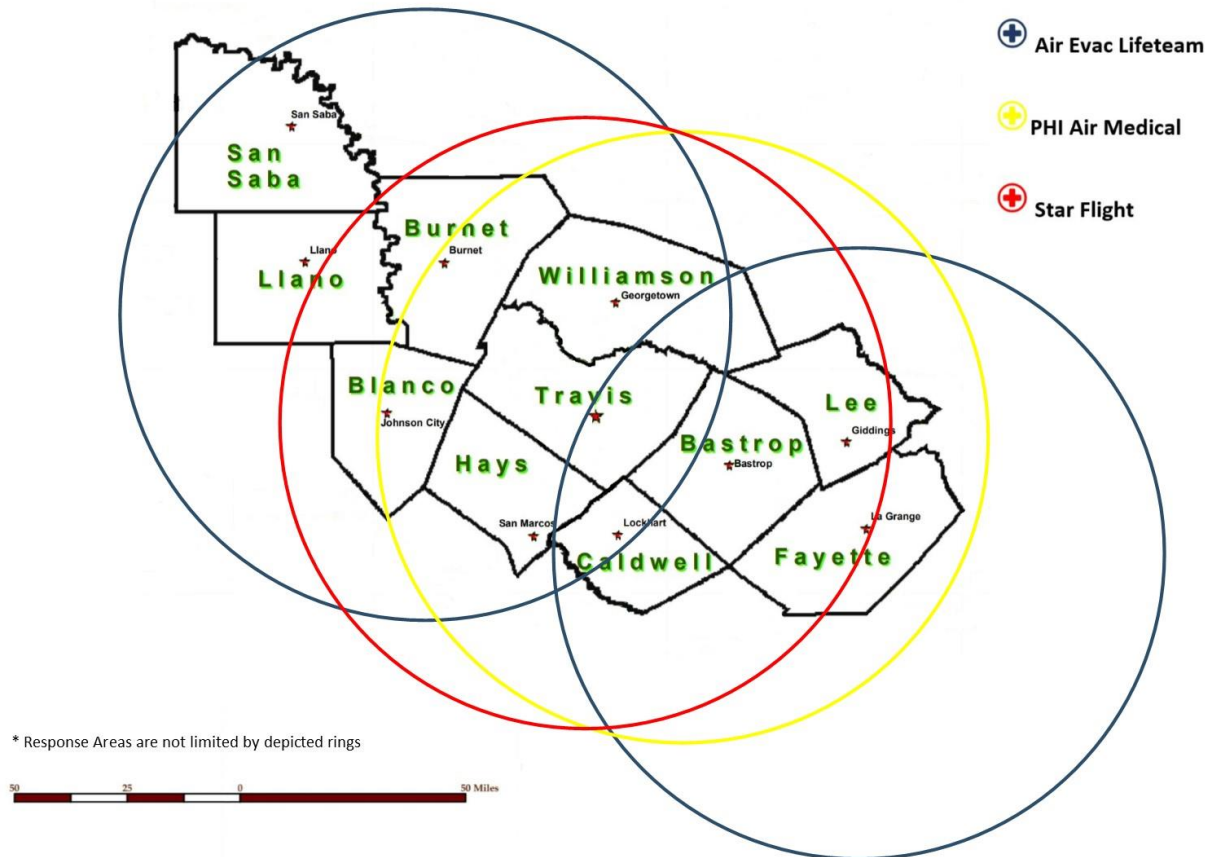 Air Evac Lifeteam
PHI Air Medical
Star Flight
San Saba
San
Saba
Burnet
Llano
Burnet
Llano
Williamson
Georgetown
Blanco
Johnson City
Travis
Lee
Giddings
Hays
Bastrop
Bastrop
San Marcos
Lockhart
La Grange
Caldwell
Fayette
* Response Areas are not limited by depicted rings
50 25 0 50 Miles